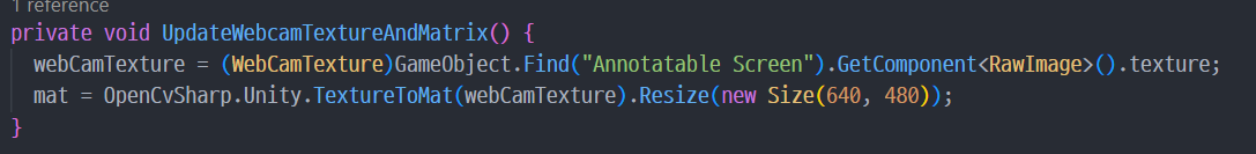 1 reference
private void UpdateWebcamTextureAndMatrix() {
webCamTexture = (WebCamTexture)GameObject.Find("Annotatable Screen").GetComponent<RawImage>().texture;
mat = OpenCvSharp.Unity.TextureToMat(webCamTexture).Resize(new Size(640, 480));
}